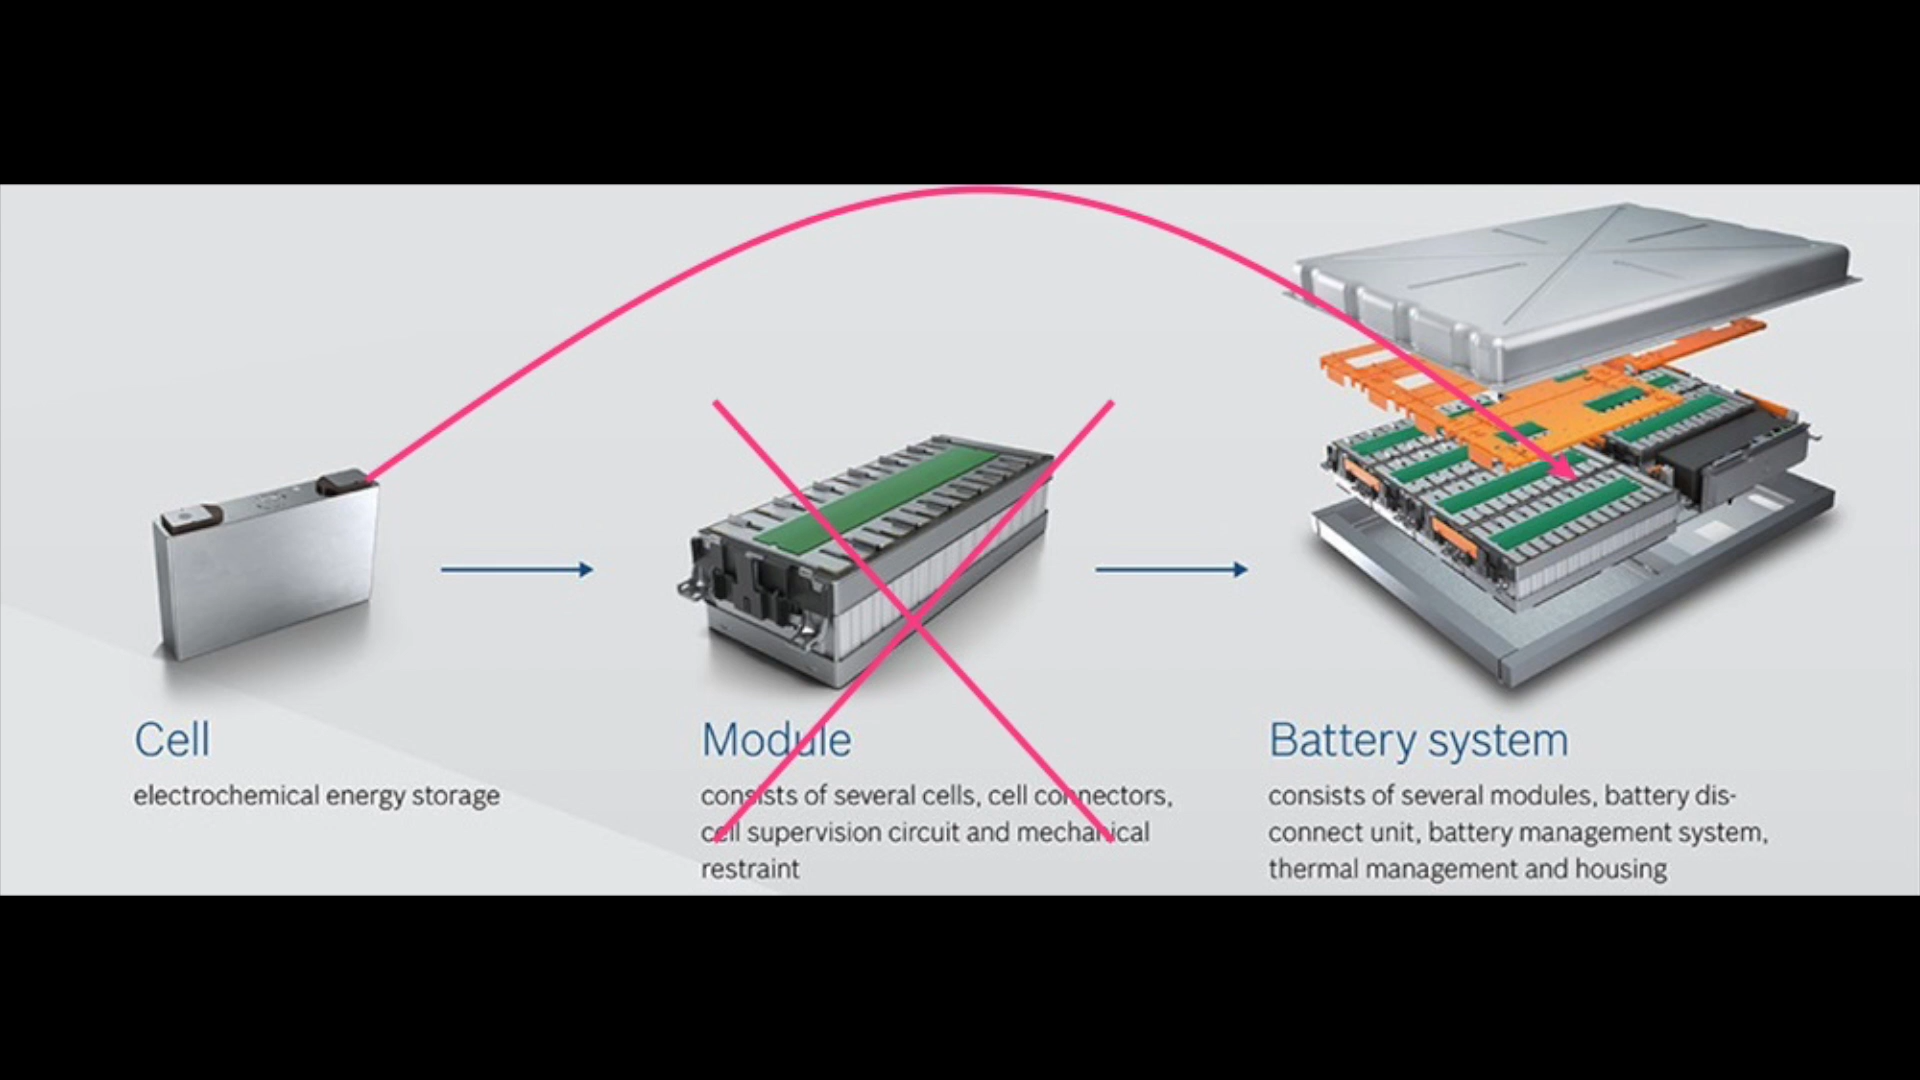 Cell
electrochemical energy storage
Module
consists of several cells, cell connectors,
cell supervision circuit and mechanical
restraint
Battery system
consists of several modules, battery dis-
connect unit, battery management system,
thermal management and housing